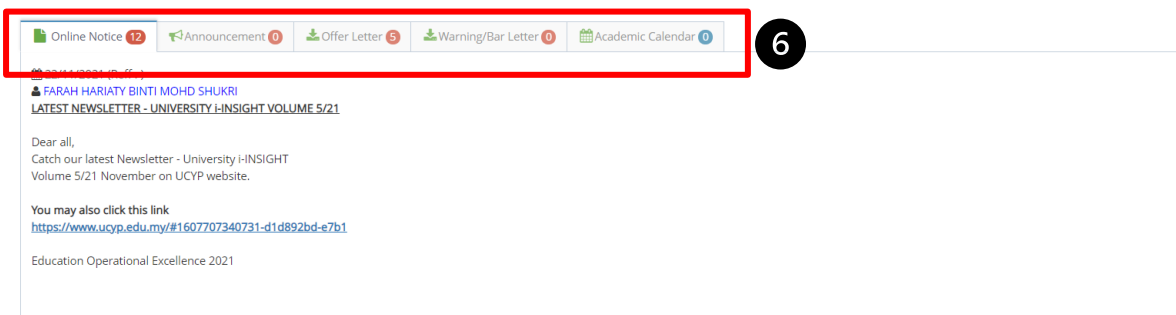 Online Notice 12 Announcement 0 Offer Letter 5 Warning/Bar Letter 0 Academic Calendar 0
6
FARAH HARIATY BINTI MOHD SHUKRI
LATEST NEWSLETTER - UNIVERSITY i-INSIGHT VOLUME 5/21
Dear all,
Catch our latest Newsletter - University i-INSIGHT
Volume 5/21 November on UCYP website.
You may also click this link
https://www.ucyp.edu.my/#1607707340731-d1d892bd-e7b1
Education Operational Excellence 2021